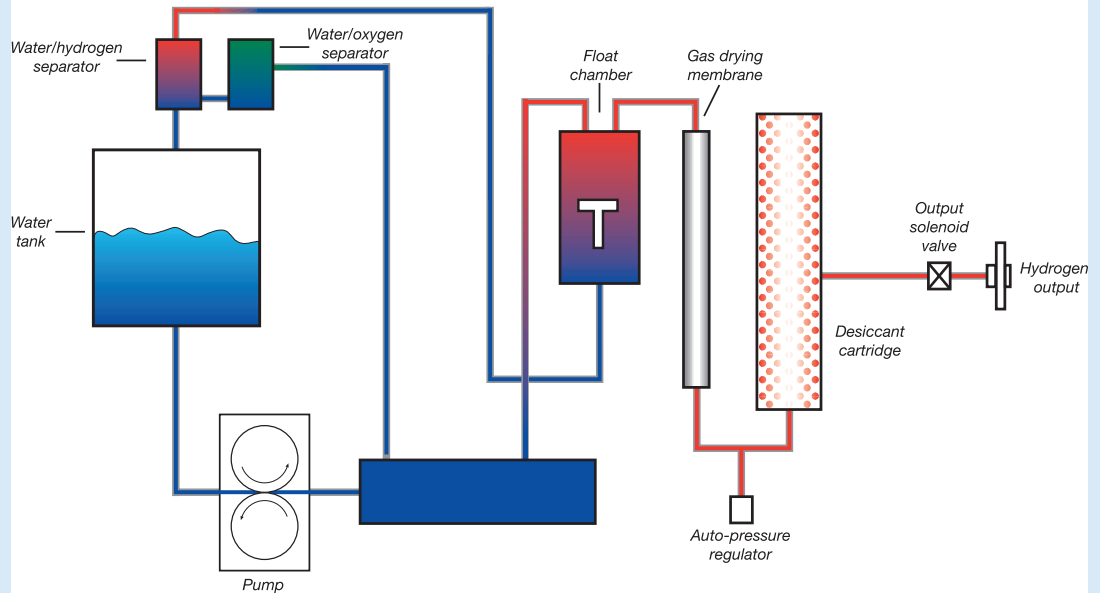 Water/hydrogen
separator
Water/oxygen
separator
Float
chamber
Gas drying
membrane
Water
tank
Output
solenoid
valve
Hydrogen
output
Desiccant
cartridge
Auto-pressure
regulator
Pump